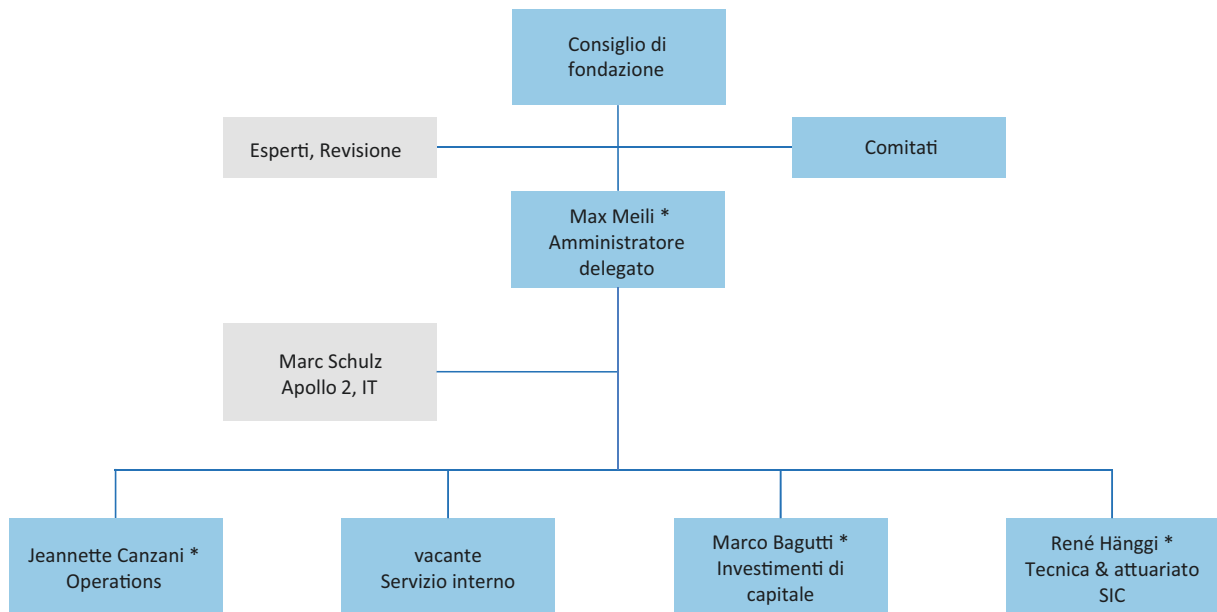 Consiglio di
fondazione
Esperti, Revisione
Comitati
Max Meili *
Amministratore
delegato
Marc Schulz
Apollo 2, IT
Jeannette Canzani *
Operations
vacante
Servizio interno
Marco Bagutti *
Investimenti di
capitale
René Hänggi *
Tecnica & attuariato
SIC